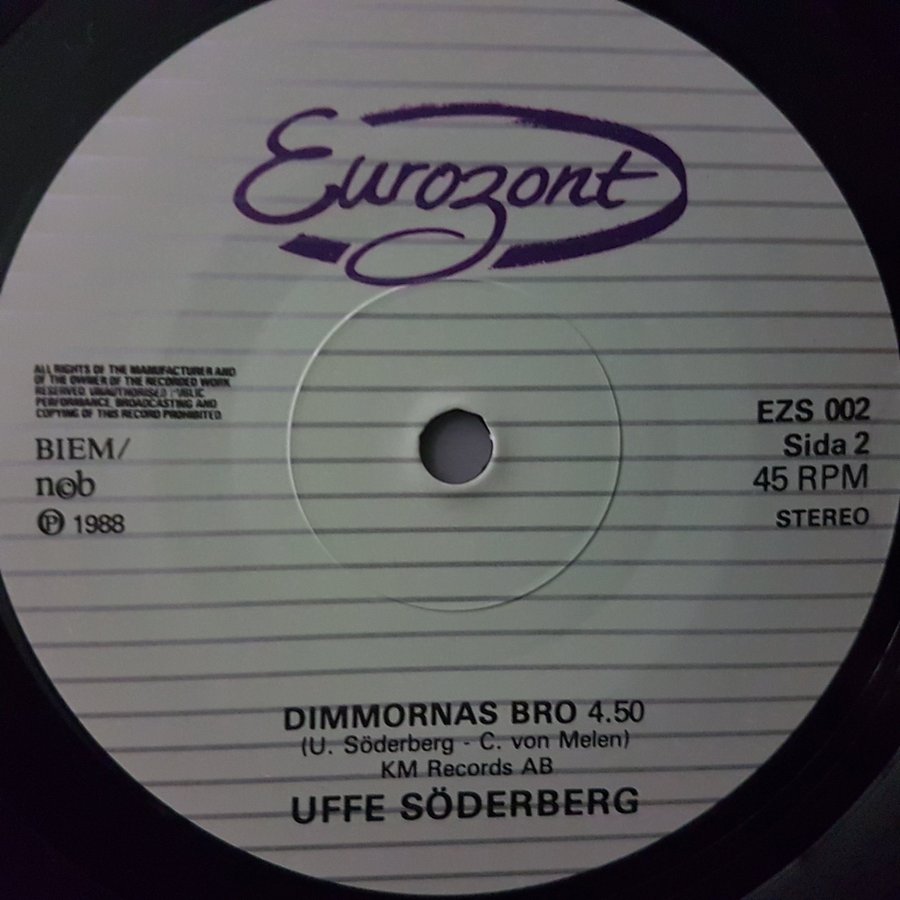 Eurozont
ALL RIGHTS OF THE MANUFACTURER AND
OF THE OWNER OF THE RECORDED WORK
RESERVED. UNAUTHORISED PUBLIC
PERFORMANCE, BROADCASTING AND
COPYING OF THIS RECORD PROHIBITED.
BIEM/
ncb
℗ 1988
EZS 002
Sida 2
45 RPM
STEREO
DIMMORNAS BRO 4.50
(U. Söderberg - C. von Melen)
KM Records AB
UFFE SÖDERBERG